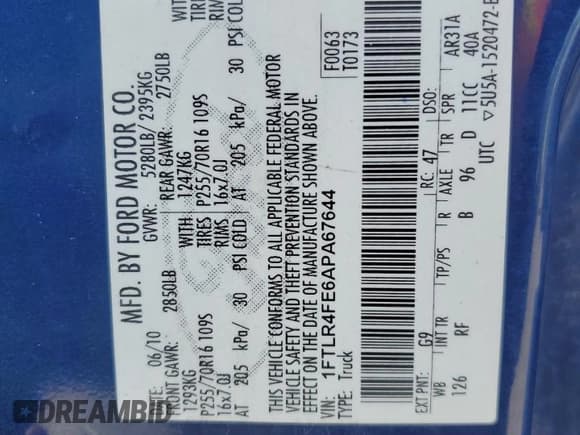 MFD. BY FORD MOTOR CO.
DATE: 06/10 GVWR: 5280LB/ 2395KG
FRONT GAWR: 2850LB REAR GAWR: 2750LB
1293KG WITH 1247KG WITH
P255/70R16 109S TIRES P255/70R16 109S TIRES
16x7.0J 16x7.0J RIMS
AT 205 kPa/ 30 PSI COLD AT 205 kPa/ 30 PSI COLD
THIS VEHICLE CONFORMS TO ALL APPLICABLE FEDERAL MOTOR
VEHICLE SAFETY AND THEFT PREVENTION STANDARDS IN
EFFECT ON THE DATE OF MANUFACTURE SHOWN ABOVE.
1FTLR4FE6APA67644
TYPE: Truck
F0063
T0173
EXT PNT: G9 RC: 47 DSO:
WB INT TR TP/PS R AXLE TR SPR AR31A
126 RF B 96 D 11CC 40A
UTC ▽5U5A-1520472-
DREAMBID